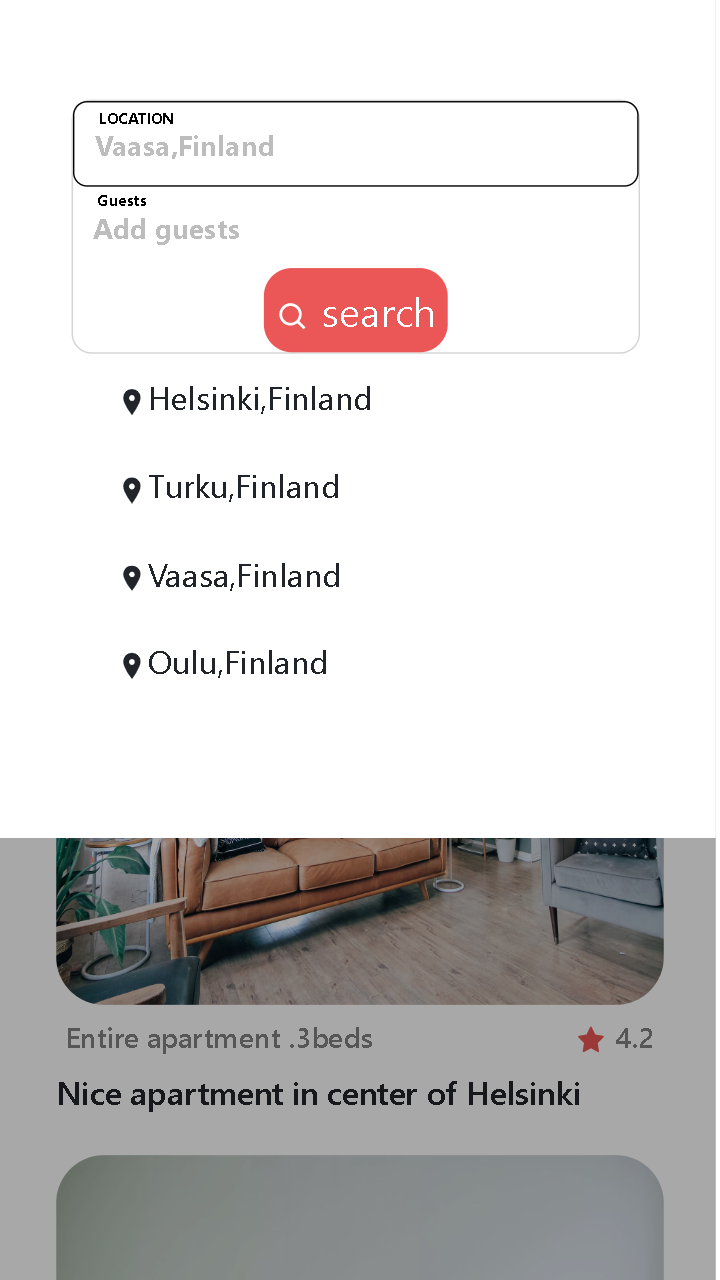 LOCATION
Vaasa,Finland
Guests
Add guests
search
Helsinki,Finland
Turku,Finland
Vaasa,Finland
Oulu,Finland
Entire apartment .3beds 4.2
Nice apartment in center of Helsinki